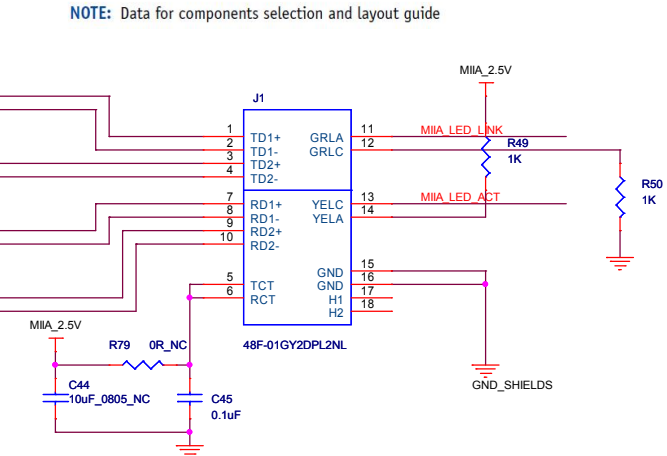 NOTE: Data for components selection and layout guide
MIIA_2.5V
J1
1 TD1+ GRLA 11 MIIA_LED_LINK
2 TD1- GRLC 12 R49
3 TD2+ 1K
4 TD2- R50
1K
7 RD1+ YELC 13 MIIA_LED_ACT
8 RD1- YELA 14
9 RD2+
10 RD2-
GND 15
5 TCT GND 16
6 RCT H1 17
H2 18
MIIA_2.5V
R79 0R_NC 48F-01GY2DPL2NL
C44 GND_SHIELDS
10uF_0805_NC C45
0.1uF